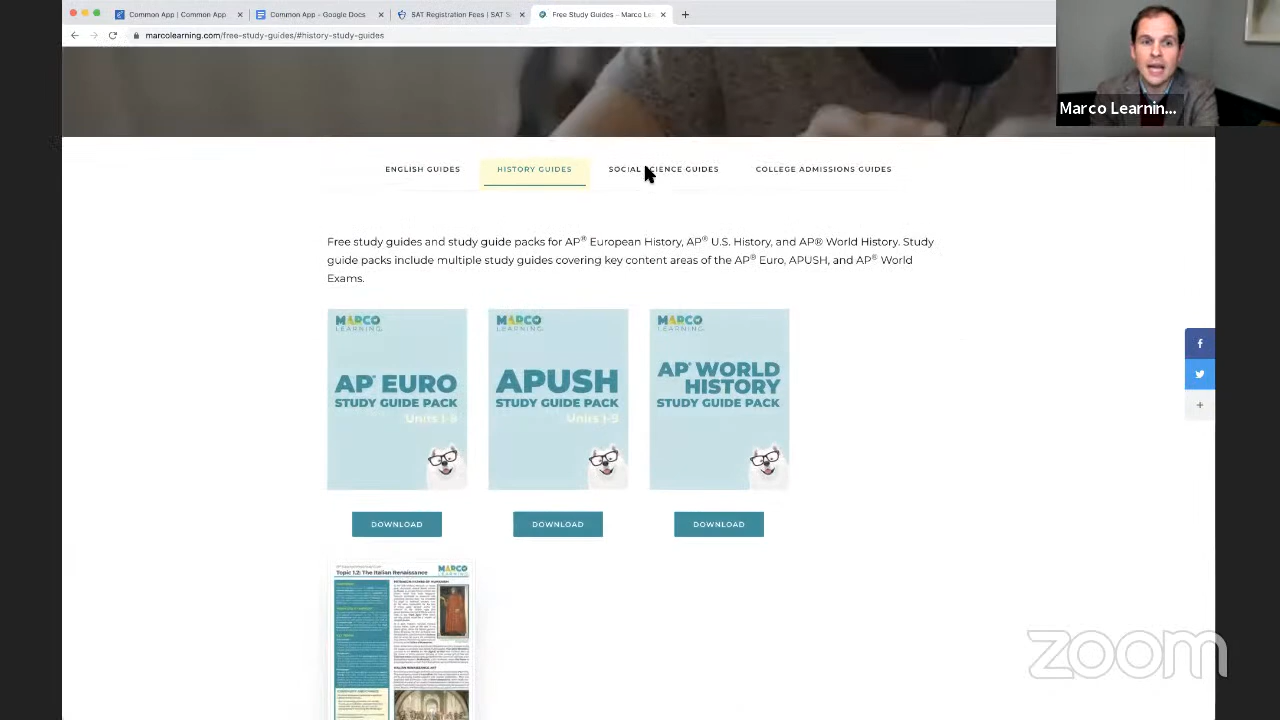 Common App | Common App
Common App - Google Docs
SAT Registration Fees | SAT S
Free Study Guides – Marco Le
marcolearning.com/free-study-guides/#history-study-guides
Marco Learnin...
ENGLISH GUIDES
HISTORY GUIDES
SOCIAL SCIENCE GUIDES
COLLEGE ADMISSIONS GUIDES
Free study guides and study guide packs for AP® European History, AP® U.S. History, and AP® World History. Study
guide packs include multiple study guides covering key content areas of the AP® Euro, APUSH, and AP® World
Exams.
MARCO
LEARNING
AP® EURO
STUDY GUIDE PACK
Units 1-3
MARCO
LEARNING
APUSH
STUDY GUIDE PACK
Units 1-3
MARCO
LEARNING
AP® WORLD
HISTORY
STUDY GUIDE PACK
DOWNLOAD
DOWNLOAD
DOWNLOAD
Topic 1.2: The Italian Renaissance
MARCO
LEARNING
zoom